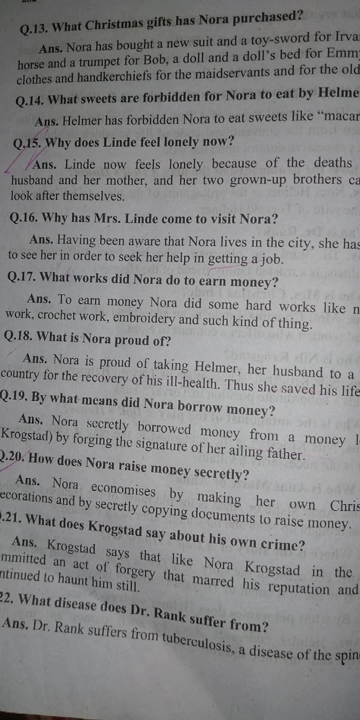 Q.13. What Christmas gifts has Nora purchased?
Ans. Nora has bought a new suit and a toy-sword for Irva
horse and a trumpet for Bob, a doll and a doll's bed for Emm
clothes and handkerchiefs for the maidservants and for the old
Q.14. What sweets are forbidden for Nora to eat by Helme
Ans. Helmer has forbidden Nora to eat sweets like "macar
Q.15. Why does Linde feel lonely now?
Ans. Linde now feels lonely because of the deaths
husband and her mother, and her two grown-up brothers ca
look after themselves.
Q.16. Why has Mrs. Linde come to visit Nora?
Ans. Having been aware that Nora lives in the city, she has
to see her in order to seek her help in getting a job.
Q.17. What works did Nora do to earn money?
Ans. To earn money Nora did some hard works like n
work, crochet work, embroidery and such kind of thing.
Q.18. What is Nora proud of?
Ans. Nora is proud of taking Helmer, her husband to a
country for the recovery of his ill-health. Thus she saved his life
Q.19. By what means did Nora borrow money?
Ans. Nora secretly borrowed money from a money l
Krogstad) by forging the signature of her ailing father.
Q.20. How does Nora raise money secretly?
Ans. Nora economises by making her own Chris
ecorations and by secretly copying documents to raise money.
.21. What does Krogstad say about his own crime?
Ans. Krogstad says that like Nora Krogstad in the
mmitted an act of forgery that marred his reputation and
ntinued to haunt him still.
22. What disease does Dr. Rank suffer from?
Ans. Dr. Rank suffers from tuberculosis, a disease of the spin